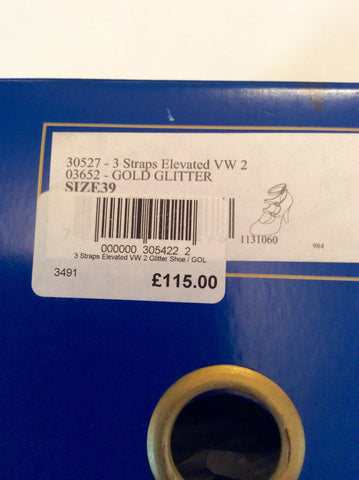 30527 - 3 Straps Elevated VW 2
03652 - GOLD GLITTER
SIZE39
1131060
984
000000 305422 2
3 Straps Elevated VW 2 Glitter Shoe / GOL
3491
£115.00